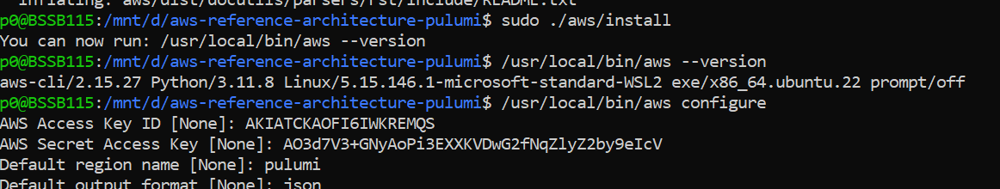 inflating: aws/dist/docutils/parsers/rst/include/README.txt
p0@BSSB115:/mnt/d/aws-reference-architecture-pulumi$ sudo ./aws/install
You can now run: /usr/local/bin/aws --version
p0@BSSB115:/mnt/d/aws-reference-architecture-pulumi$ /usr/local/bin/aws --version
aws-cli/2.15.27 Python/3.11.8 Linux/5.15.146.1-microsoft-standard-WSL2 exe/x86_64.ubuntu.22 prompt/off
p0@BSSB115:/mnt/d/aws-reference-architecture-pulumi$ /usr/local/bin/aws configure
AWS Access Key ID [None]: AKIATCKAOFI6IWKREMQS
AWS Secret Access Key [None]: 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
Default region name [None]: pulumi
Default output format [None]: json